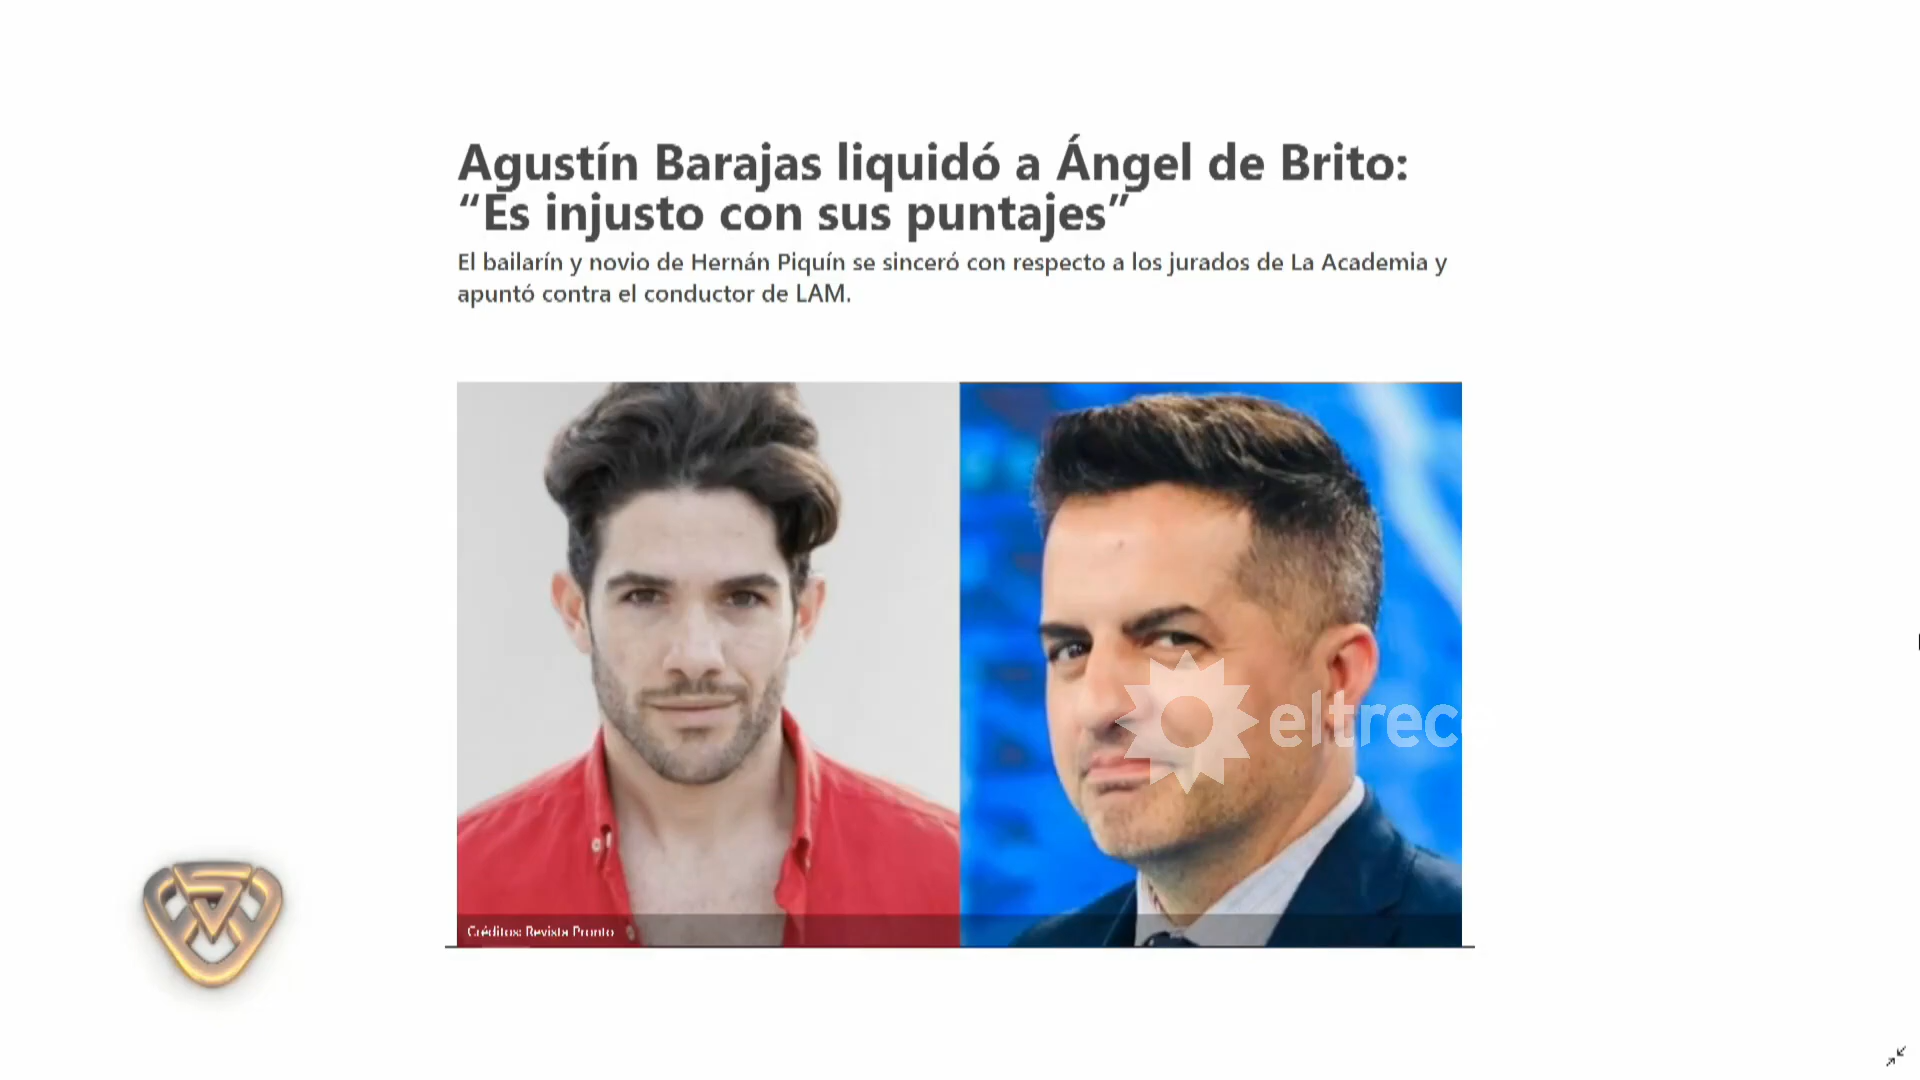 Agustín Barajas liquidó a Ángel de Brito:
“Es injusto con sus puntajes”
El bailarín y novio de Hernán Piquín se sinceró con respecto a los jurados de La Academia y
apuntó contra el conductor de LAM.
eltrece
Créditos: Revista Pronto